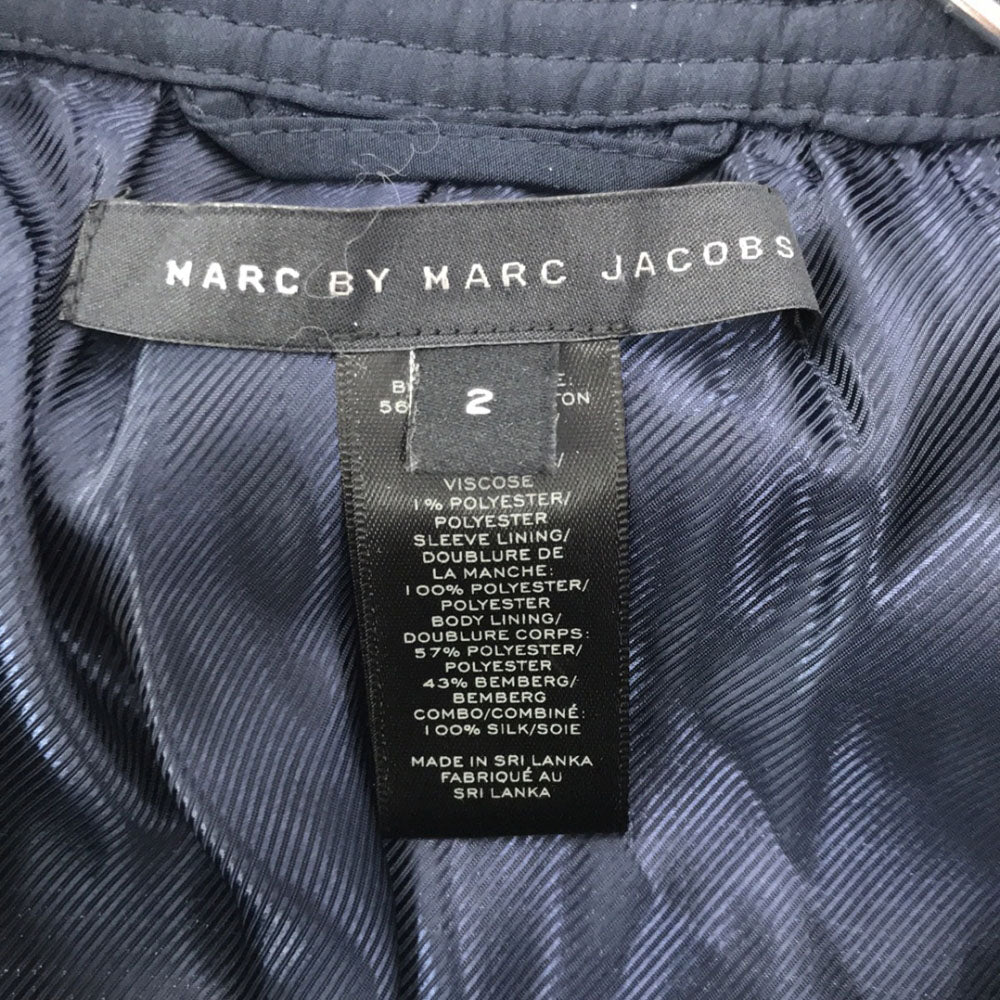 MARC BY MARC JACOBS
2
56
VISCOSE
1% POLYESTER/
POLYESTER
SLEEVE LINING/
DOUBLURE DE
LA MANCHE:
100% POLYESTER/
POLYESTER
BODY LINING/
DOUBLURE CORPS:
57% POLYESTER/
POLYESTER
43% BEMBERG/
BEMBERG
COMBO/COMBINÉ:
100% SILK/SOIE
MADE IN SRI LANKA
FABRIQUÉ AU
SRI LANKA